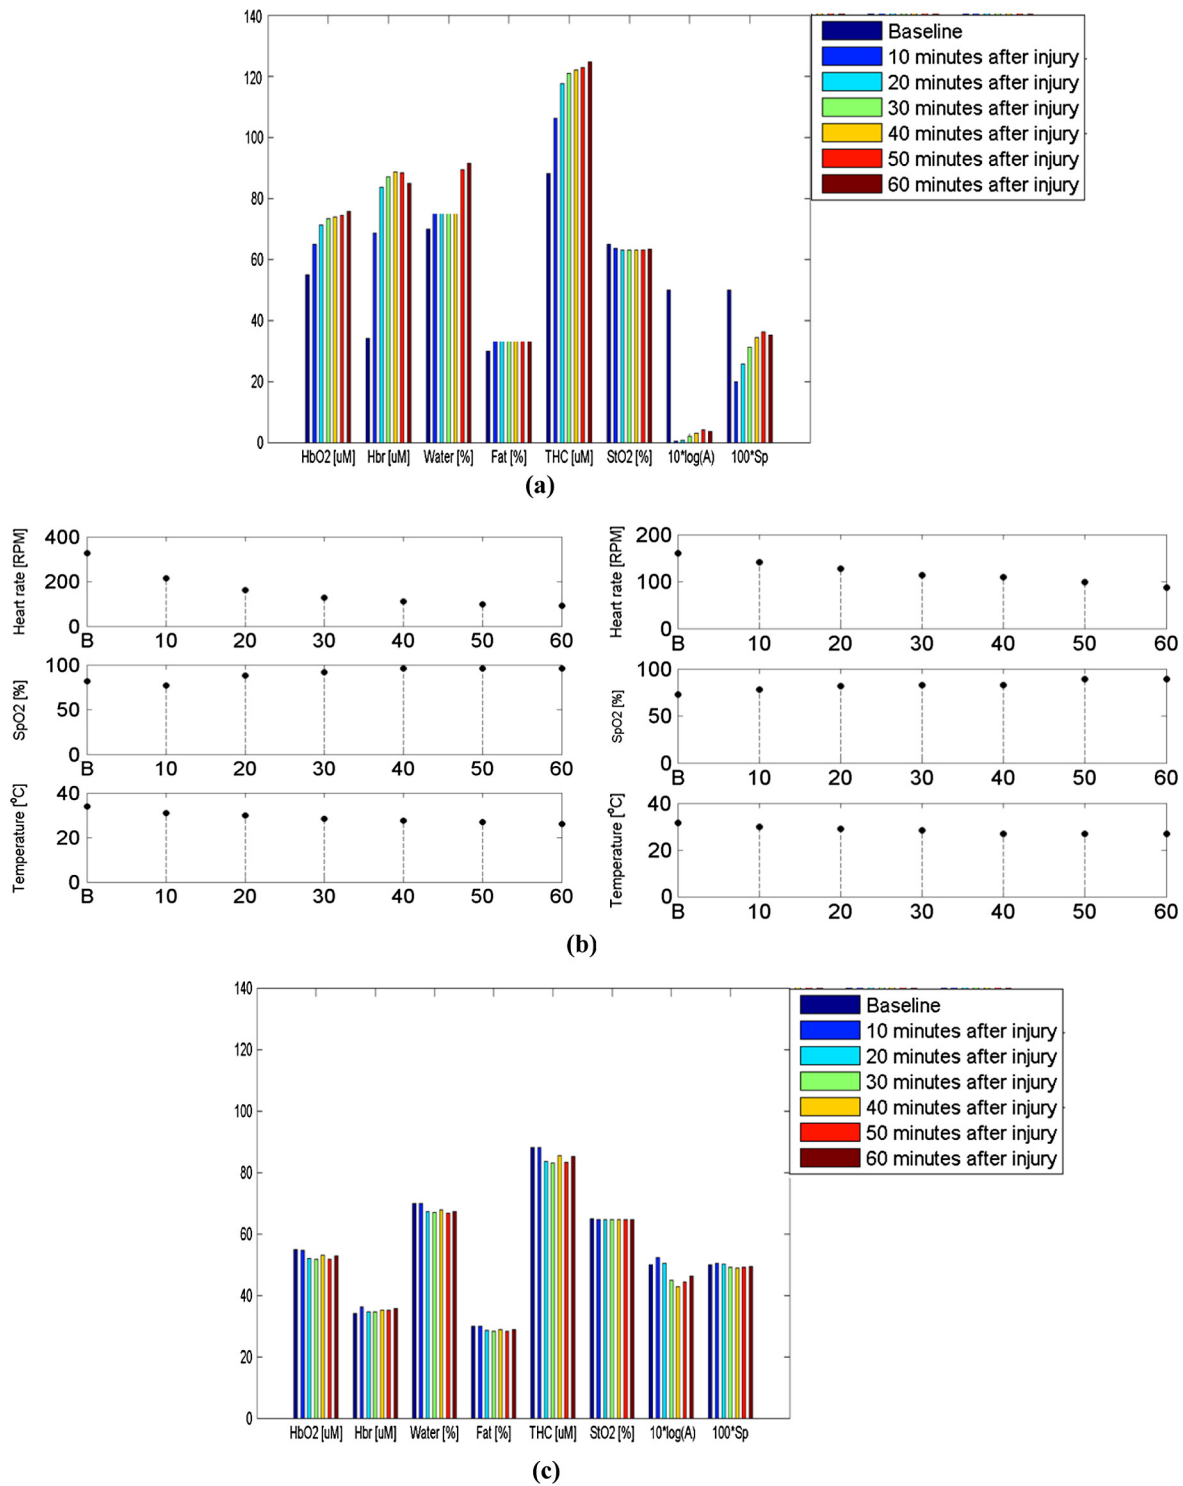 140
120
100
80
60
40
20
0
HbO2 [uM] Hbr [uM] Water [%] Fat [%] THC [uM] StO2 [%] 10*log(A) 100*Sp
Baseline
10 minutes after injury
20 minutes after injury
30 minutes after injury
40 minutes after injury
50 minutes after injury
60 minutes after injury
(a)
Heart rate [RPM]
400
200
0
B 10 20 30 40 50 60
SpO2 [%]
100
50
0
B 10 20 30 40 50 60
Temperature [°C]
40
20
0
B 10 20 30 40 50 60
Heart rate [RPM]
200
100
0
B 10 20 30 40 50 60
SpO2 [%]
100
50
0
B 10 20 30 40 50 60
Temperature [°C]
40
20
0
B 10 20 30 40 50 60
(b)
140
120
100
80
60
40
20
0
HbO2 [uM] Hbr [uM] Water [%] Fat [%] THC [uM] StO2 [%] 10*log(A) 100*Sp
Baseline
10 minutes after injury
20 minutes after injury
30 minutes after injury
40 minutes after injury
50 minutes after injury
60 minutes after injury
(c)